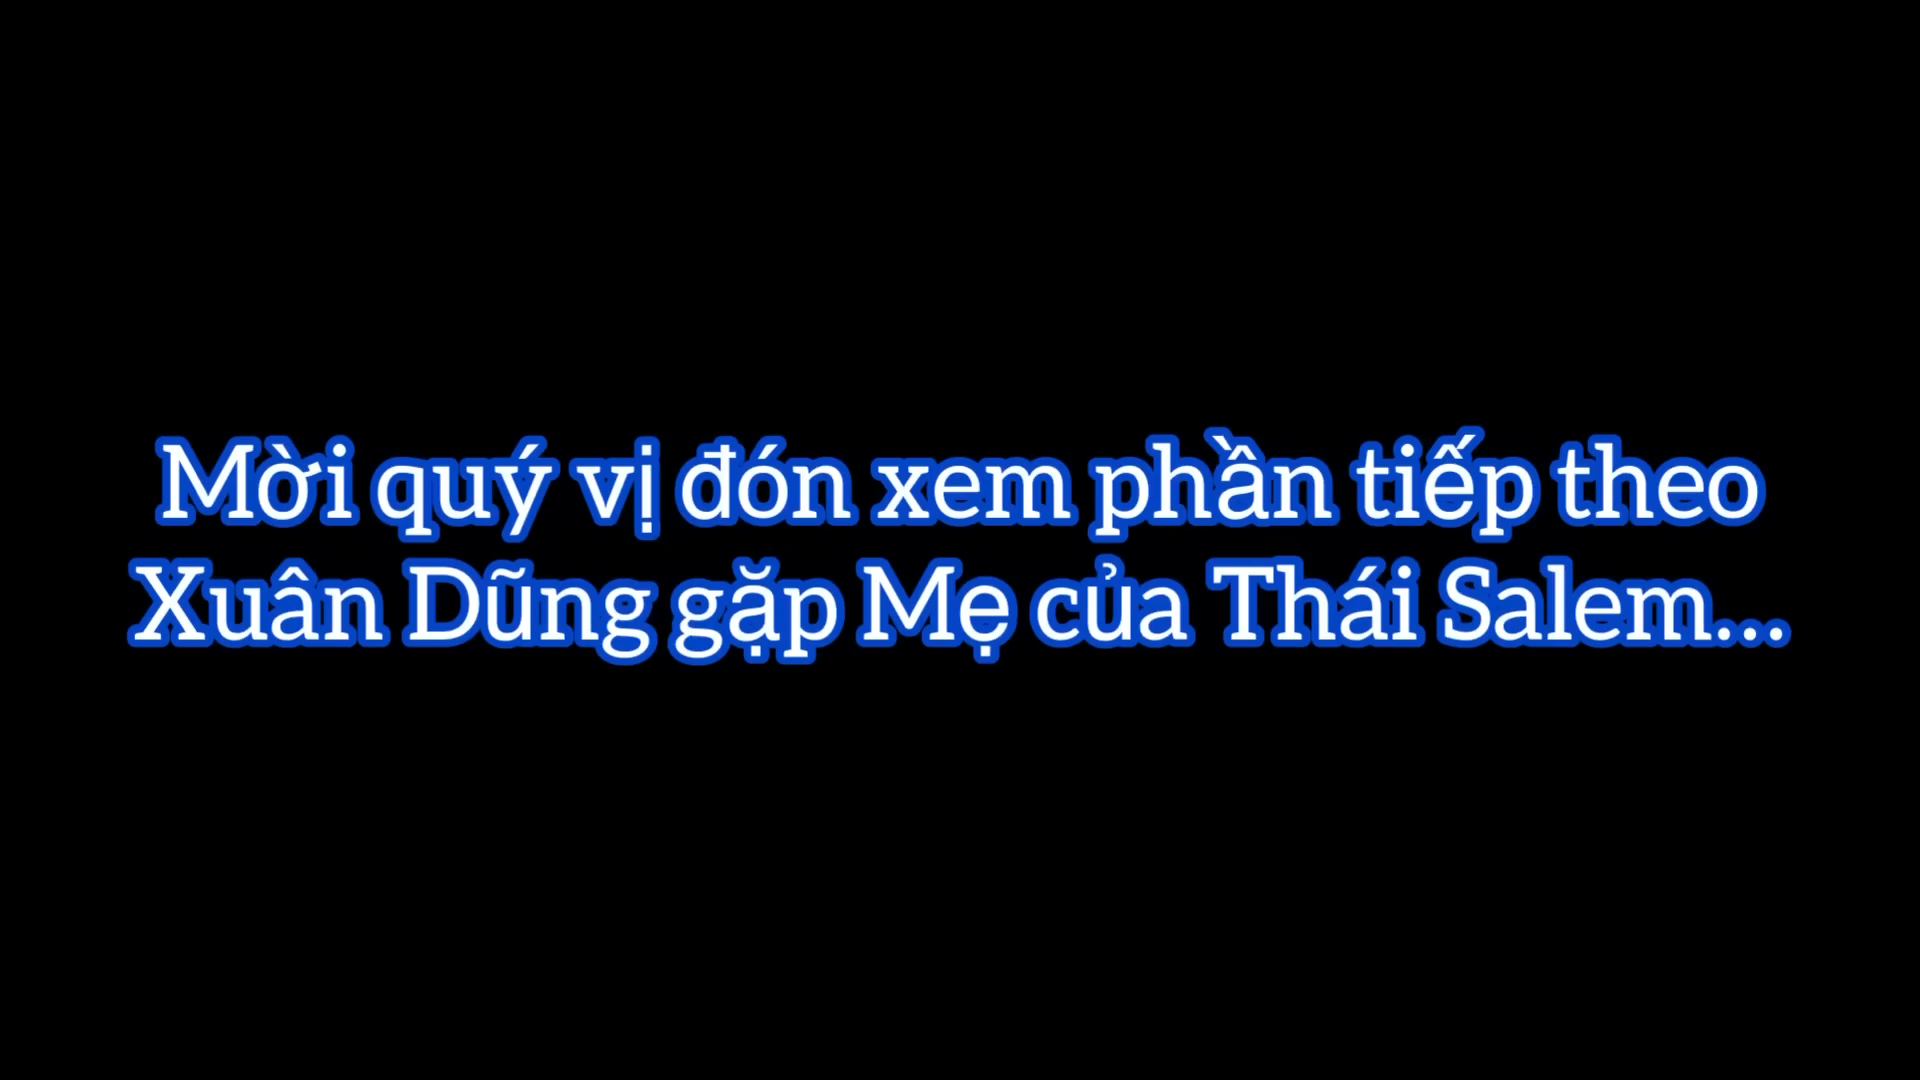 Mời quý vị đón xem phần tiếp theo
Xuân Dũng gặp Mẹ của Thái Salem...